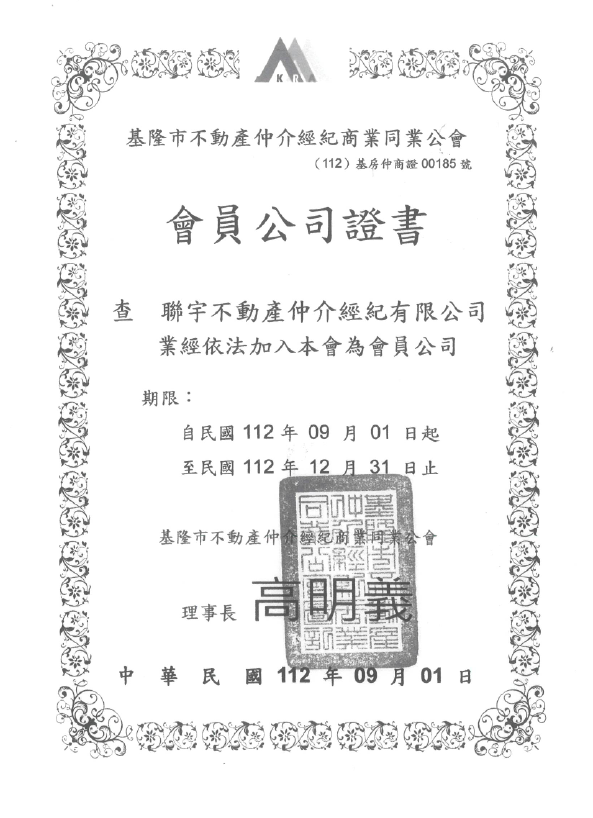 基隆市不動產仲介經紀商業同業公會
（112）基房仲商證00185號
會員公司證書
查 聯宇不動產仲介經紀有限公司
業經依法加入本會為會員公司
期限：
自民國 112 年 09 月 01 日起
至民國 112 年 12 月 31 日止
基隆市不動產仲介經紀商業同業公會
理事長 高明義
中 華 民 國 112 年 09 月 01 日